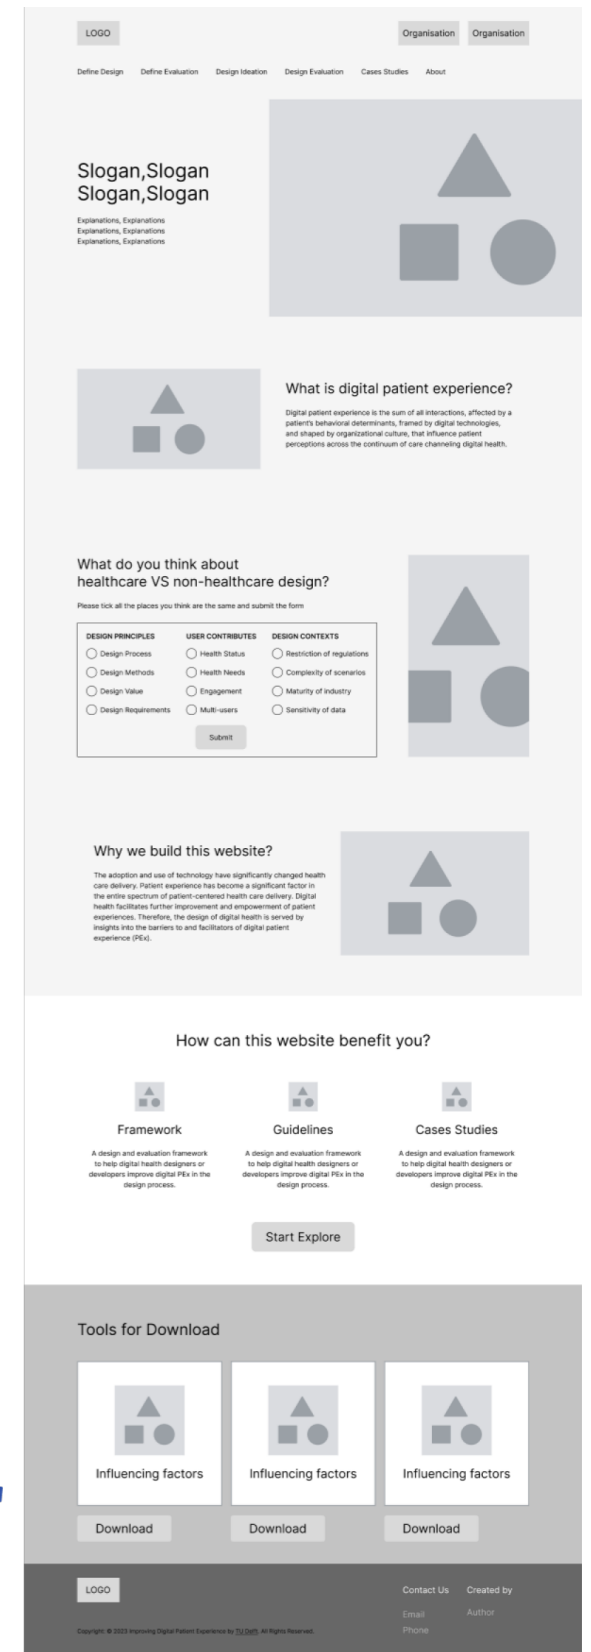 LOGO
Organisation
Organisation
Define Design
Define Evaluation
Design Ideation
Design Evaluation
Cases Studies
About
Slogan,Slogan
Slogan,Slogan
Explanations, Explanations
Explanations, Explanations
Explanations, Explanations
What is digital patient experience?
Digital patient experience is the sum of all interactions, affected by a
patient's behavioral determinants, framed by digital technologies,
and shaped by organizational culture, that influence patient
perceptions across the continuum of care channeling digital health.
What do you think about
healthcare VS non-healthcare design?
Please tick all the places you think are the same and submit the form
DESIGN PRINCIPLES
Design Process
Design Methods
Design Value
Design Requirements
USER CONTRIBUTES
Health Status
Health Needs
Engagement
Multi-users
DESIGN CONTEXTS
Restriction of regulations
Complexity of scenarios
Maturity of industry
Sensitivity of data
Submit
Why we build this website?
The adoption and use of technology have significantly changed health
care delivery. Patient experience has become a significant factor in
the entire spectrum of patient-centered health care delivery. Digital
health facilitates further improvement and empowerment of patient
experiences. Therefore, the design of digital health is served by
insights into the barriers to and facilitators of digital patient
experience (PEx).
How can this website benefit you?
Framework
A design and evaluation framework
to help digital health designers or
developers improve digital PEx in the
design process.
Guidelines
A design and evaluation framework
to help digital health designers or
developers improve digital PEx in the
design process.
Cases Studies
A design and evaluation framework
to help digital health designers or
developers improve digital PEx in the
design process.
Start Explore
Tools for Download
Influencing factors
Influencing factors
Influencing factors
Download
Download
Download
LOGO
Copyright: © 2023 Improving Digital Patient Experience by TU Delft. All Rights Reserved.
Contact Us
Email
Phone
Created by
Author